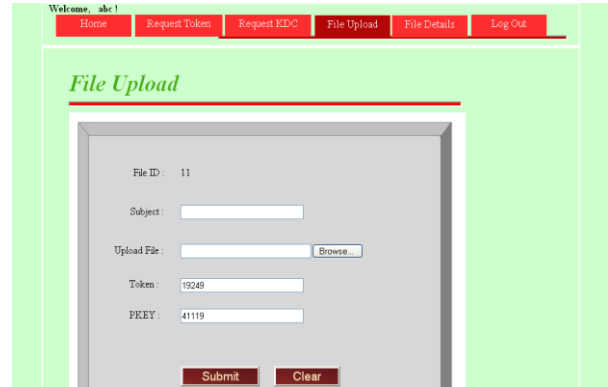 Welcome, abc !
Home Request Token Request KDC File Upload File Details Log Out
File Upload
File ID : 11
Subject :
Upload File : Browse...
Token : 19249
PKEY : 41119
Submit Clear